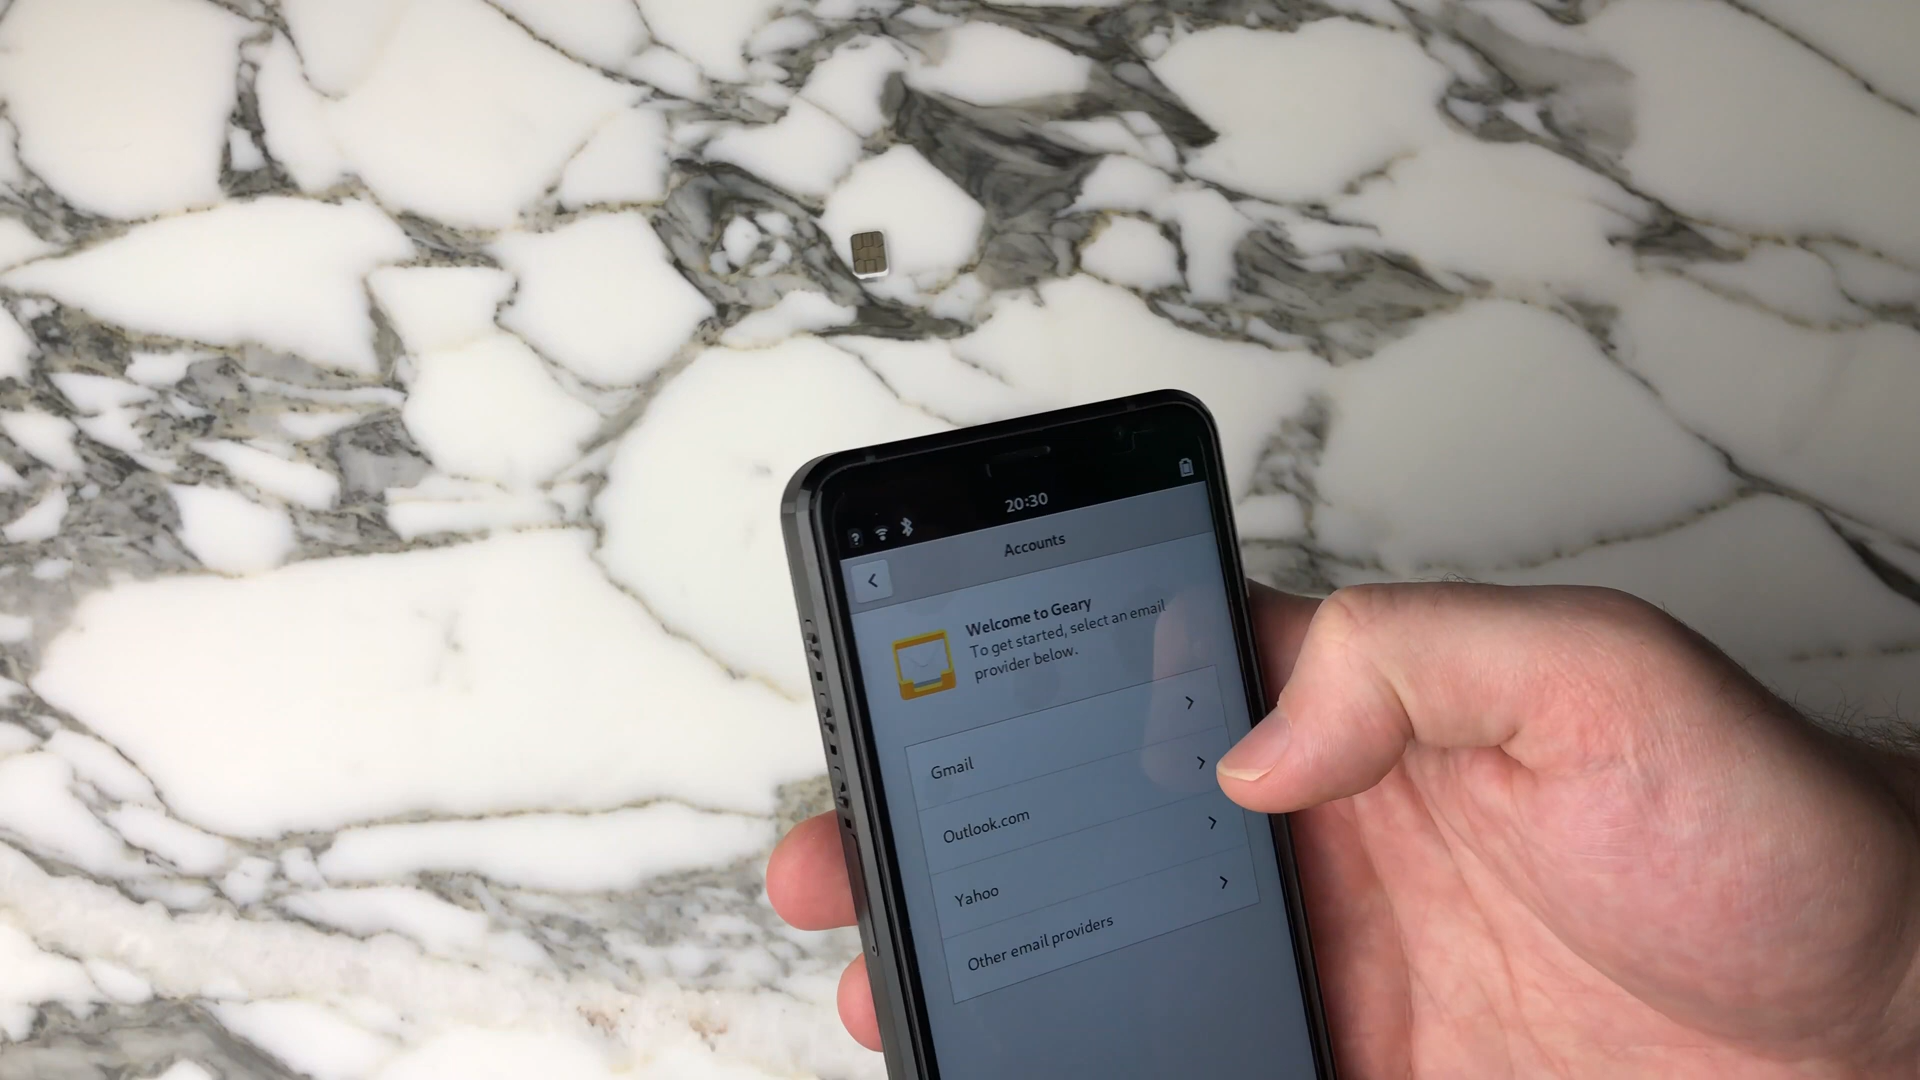 20:30
?
Accounts
Welcome to Geary
To get started, select an email
provider below.
Gmail
Outlook.com
Yahoo
Other email providers